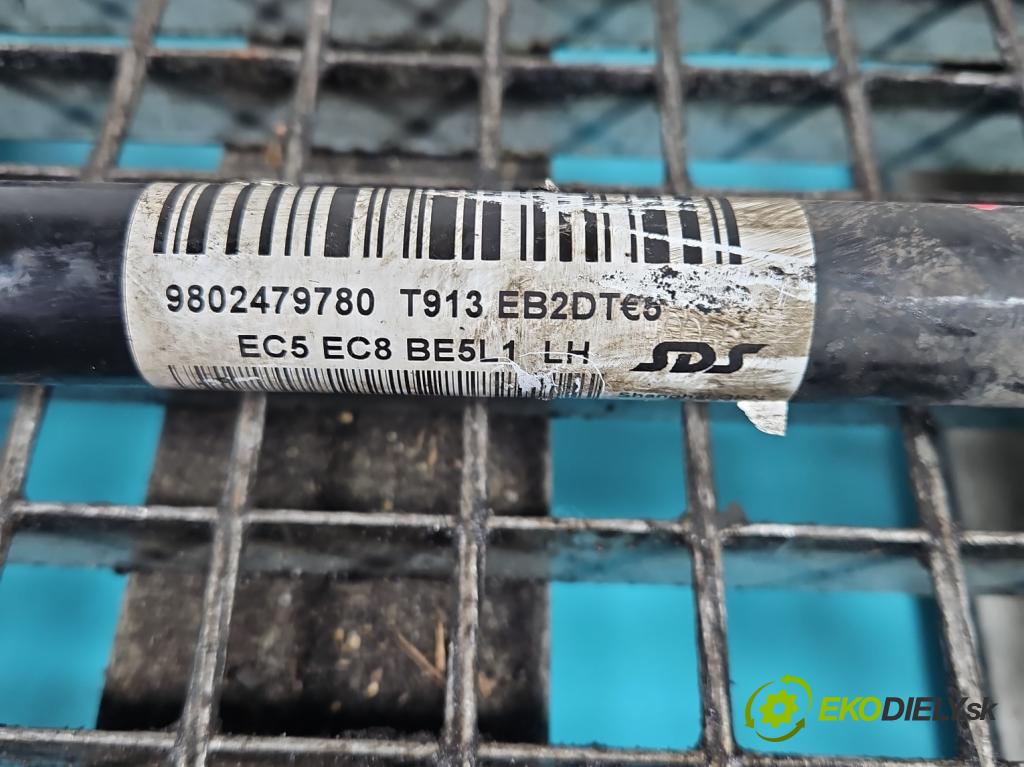 9802479780 T913 EB2DT€5
EC5 EC8 BE5L1 LH SDS
EKODIELY.sk